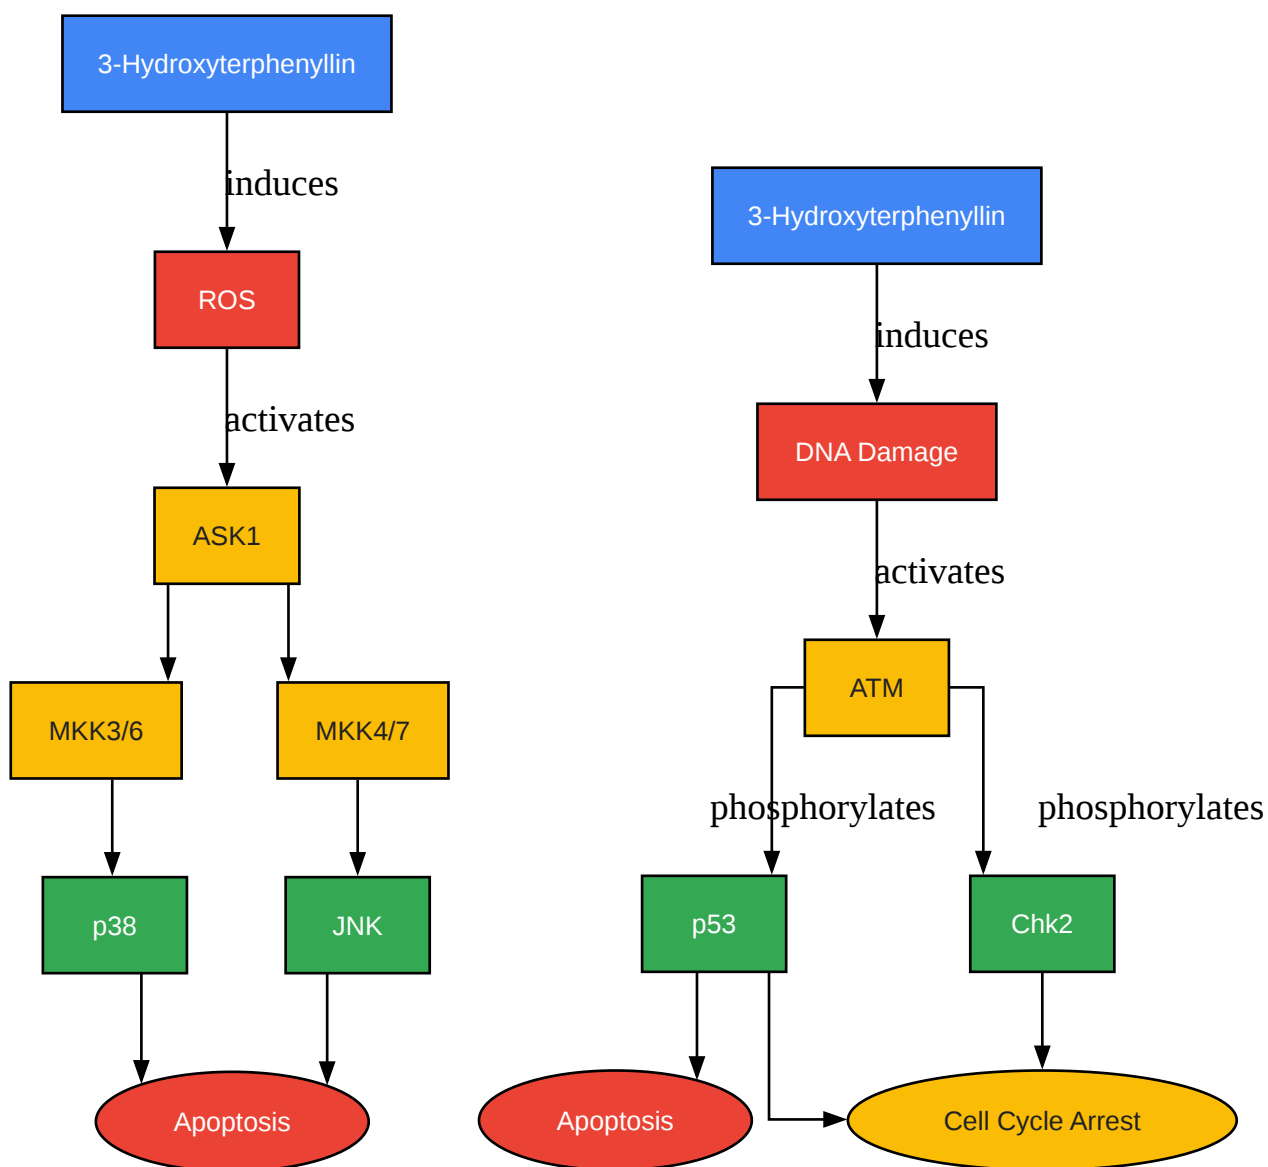 3-Hydroxyterphenyllin
induces
ROS
activates
ASK1
MKK3/6
MKK4/7
p38
JNK
Apoptosis
3-Hydroxyterphenyllin
induces
DNA Damage
activates
ATM
phosphorylates
phosphorylates
p53
Chk2
Apoptosis
Cell Cycle Arrest